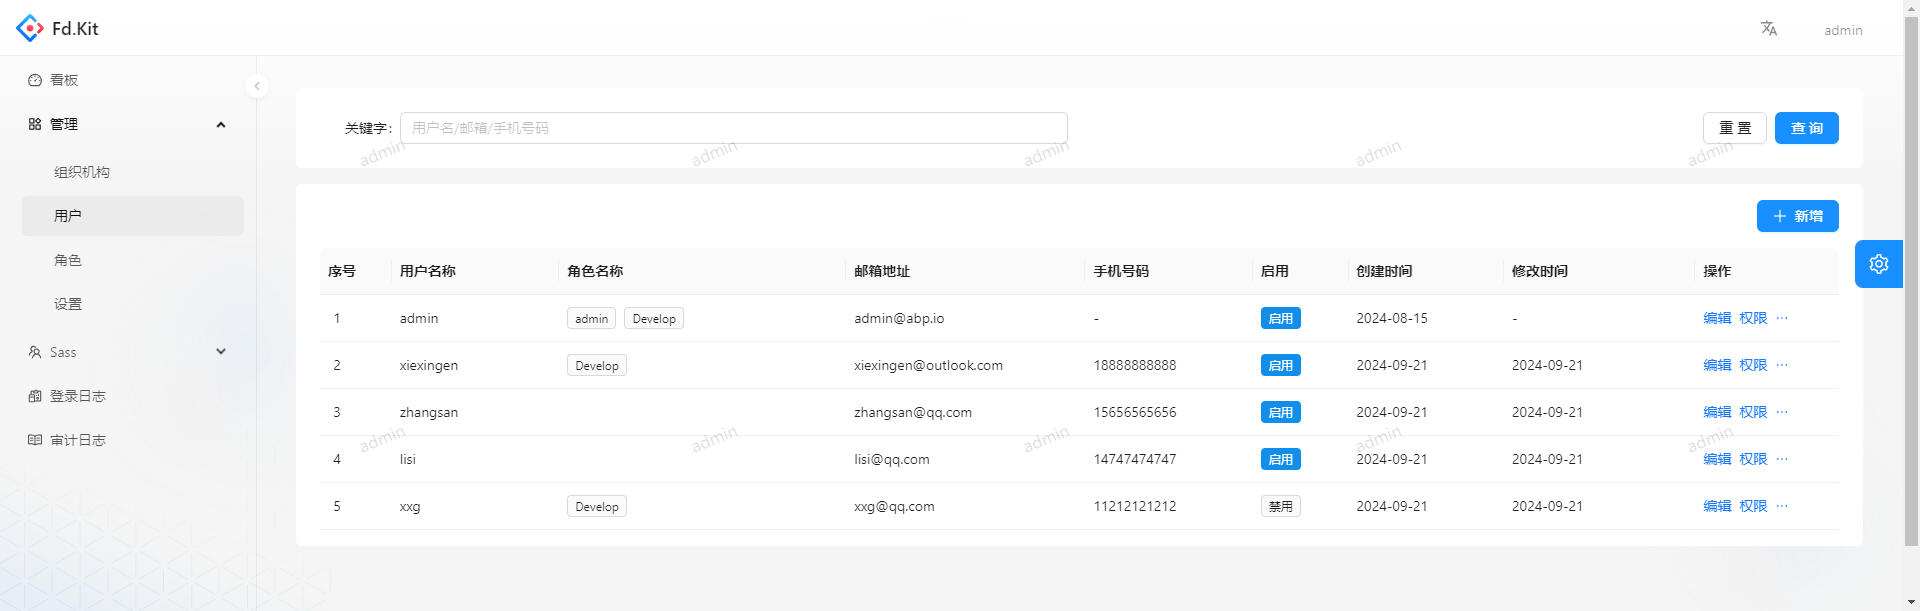 Fd.Kit
admin
看板
管理
组织机构
用户
角色
设置
Sass
登录日志
审计日志
关键字: 用户名/邮箱/手机号码
重 置 查 询
admin admin admin admin admin
新增
序号 用户名称 角色名称 邮箱地址 手机号码 启用 创建时间 修改时间 操作
1 admin admin Develop admin@abp.io - 启用 2024-08-15 - 编辑 权限 ···
2 xiexingen Develop xiexingen@outlook.com 18888888888 启用 2024-09-21 2024-09-21 编辑 权限 ···
3 zhangsan zhangsan@qq.com 15656565656 启用 2024-09-21 2024-09-21 编辑 权限 ···
admin admin admin admin admin
4 lisi lisi@qq.com 14747474747 启用 2024-09-21 2024-09-21 编辑 权限 ···
5 xxg Develop xxg@qq.com 11212121212 禁用 2024-09-21 2024-09-21 编辑 权限 ···